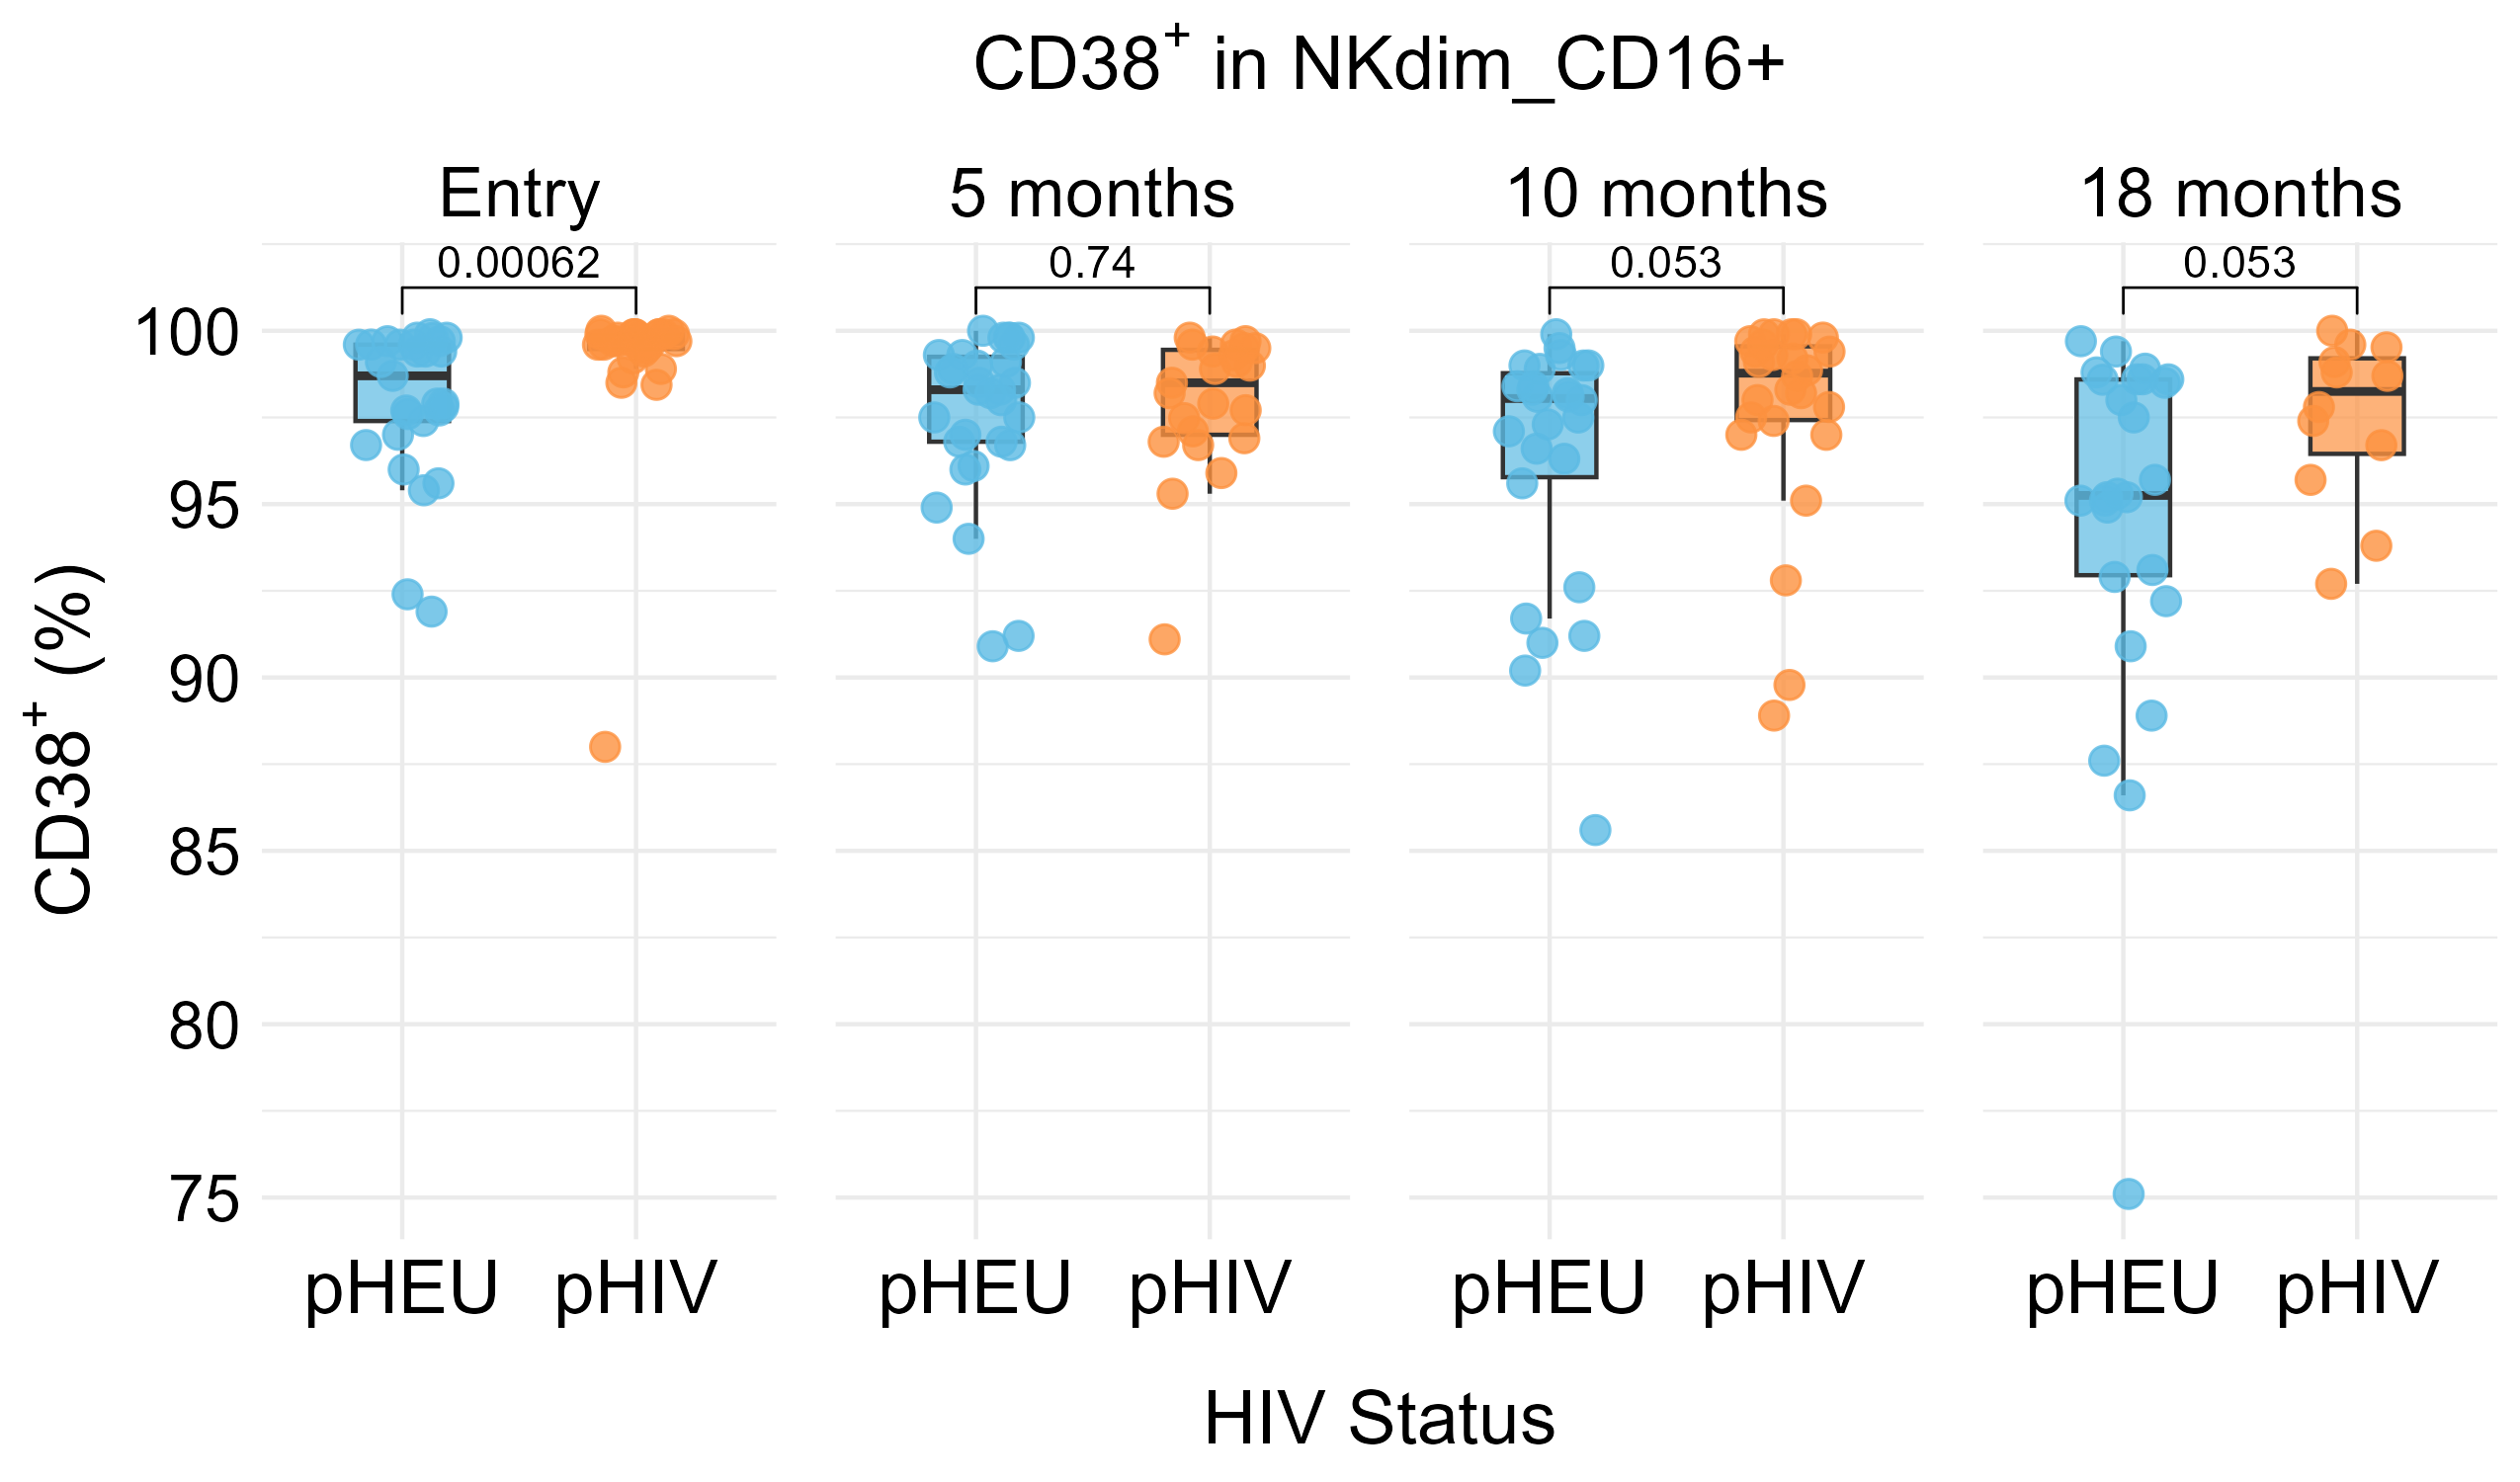 CD38⁺ in NKdim_CD16+
Entry 5 months 10 months 18 months
0.00062 0.74 0.053 0.053
CD38⁺ (%)
100
95
90
85
80
75
pHEU pHIV pHEU pHIV pHEU pHIV pHEU pHIV
HIV Status